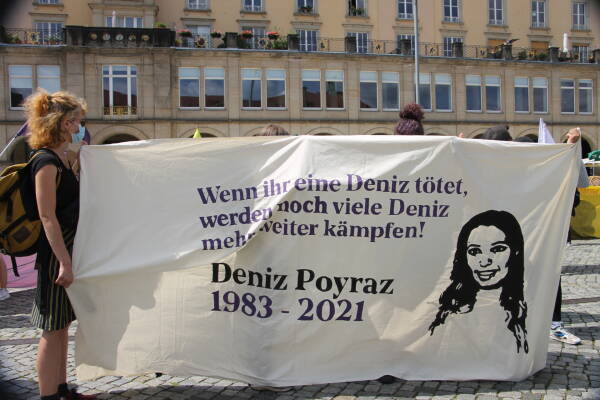 Wenn ihr eine Deniz tötet,
werden noch viele Deniz
mehr weiter kämpfen!
Deniz Poyraz
1983 - 2021